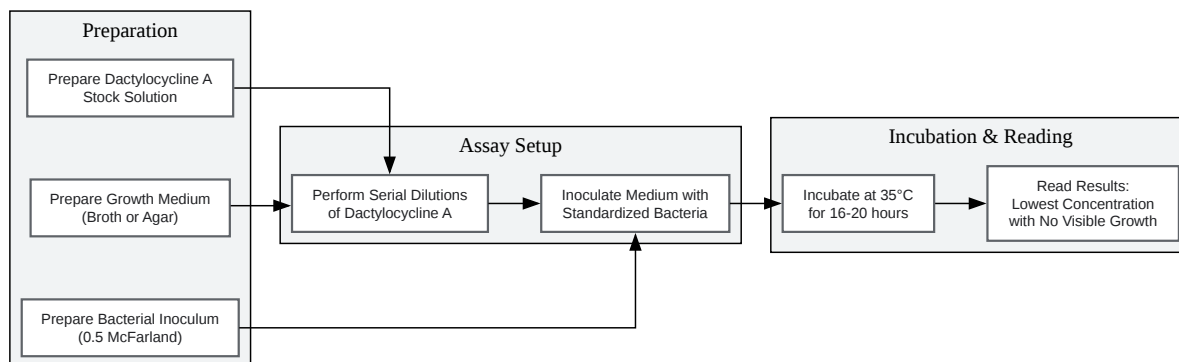 Preparation
Prepare Dactylocycline A
Stock Solution
Prepare Growth Medium
(Broth or Agar)
Prepare Bacterial Inoculum
(0.5 McFarland)
Assay Setup
Perform Serial Dilutions
of Dactylocycline A
Inoculate Medium with
Standardized Bacteria
Incubation & Reading
Incubate at 35°C
for 16-20 hours
Read Results:
Lowest Concentration
with No Visible Growth